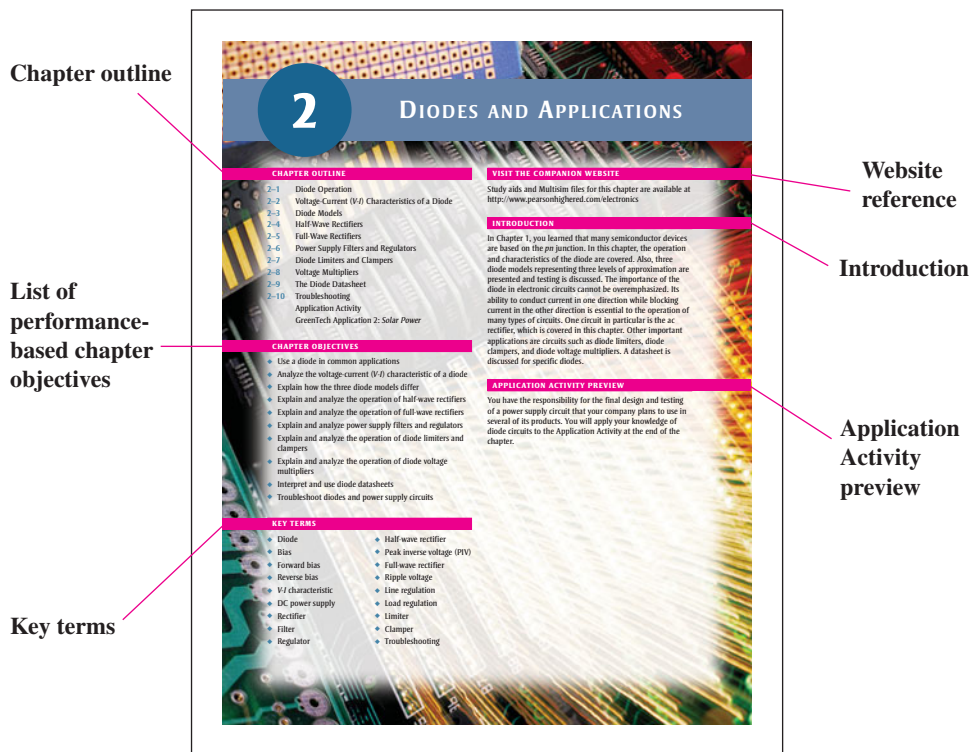 Chapter outline
List of
performance-
based chapter
objectives
Key terms
2
DIODES AND APPLICATIONS
CHAPTER OUTLINE
2–1 Diode Operation
2–2 Voltage-Current (V-I) Characteristics of a Diode
2–3 Diode Models
2–4 Half-Wave Rectifiers
2–5 Full-Wave Rectifiers
2–6 Power Supply Filters and Regulators
2–7 Diode Limiters and Clampers
2–8 Voltage Multipliers
2–9 The Diode Datasheet
2–10 Troubleshooting
Application Activity
GreenTech Application 2: Solar Power
CHAPTER OBJECTIVES
◆ Use a diode in common applications
◆ Analyze the voltage-current (V-I) characteristic of a diode
◆ Explain how the three diode models differ
◆ Explain and analyze the operation of half-wave rectifiers
◆ Explain and analyze the operation of full-wave rectifiers
◆ Explain and analyze power supply filters and regulators
◆ Explain and analyze the operation of diode limiters and
clampers
◆ Explain and analyze the operation of diode voltage
multipliers
◆ Interpret and use diode datasheets
◆ Troubleshoot diodes and power supply circuits
KEY TERMS
◆ Diode
◆ Bias
◆ Forward bias
◆ Reverse bias
◆ V-I characteristic
◆ DC power supply
◆ Rectifier
◆ Filter
◆ Regulator
◆ Half-wave rectifier
◆ Peak inverse voltage (PIV)
◆ Full-wave rectifier
◆ Ripple voltage
◆ Line regulation
◆ Load regulation
◆ Limiter
◆ Clamper
◆ Troubleshooting
VISIT THE COMPANION WEBSITE
Study aids and Multisim files for this chapter are available at
http://www.pearsonhighered.com/electronics
INTRODUCTION
In Chapter 1, you learned that many semiconductor devices
are based on the pn junction. In this chapter, the operation
and characteristics of the diode are covered. Also, three
diode models representing three levels of approximation are
presented and testing is discussed. The importance of the
diode in electronic circuits cannot be overemphasized. Its
ability to conduct current in one direction while blocking
current in the other direction is essential to the operation of
many types of circuits. One circuit in particular is the ac
rectifier, which is covered in this chapter. Other important
applications are circuits such as diode limiters, diode
clampers, and diode voltage multipliers. A datasheet is
discussed for specific diodes.
APPLICATION ACTIVITY PREVIEW
You have the responsibility for the final design and testing
of a power supply circuit that your company plans to use in
several of its products. You will apply your knowledge of
diode circuits to the Application Activity at the end of the
chapter.
Website
reference
Introduction
Application
Activity
preview